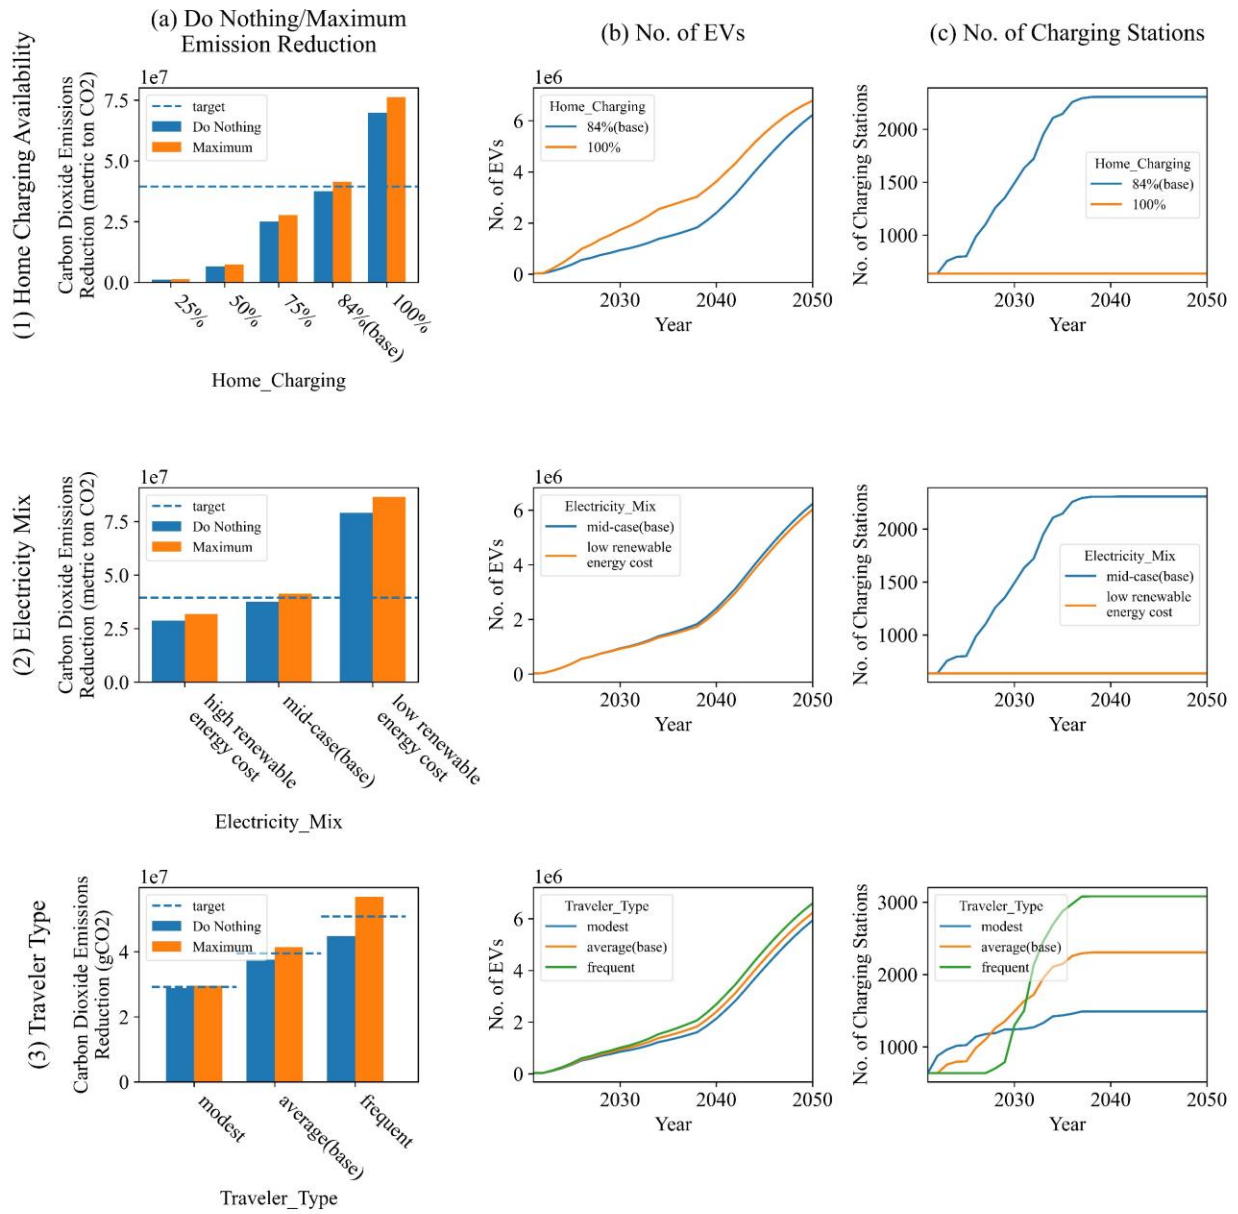 (a) Do Nothing/Maximum
Emission Reduction
(b) No. of EVs
(c) No. of Charging Stations
(1) Home Charging Availability
Carbon Dioxide Emissions
Reduction (metric ton CO2)
1e7
7.5
5.0
2.5
0.0
target
Do Nothing
Maximum
25%
50%
75%
84%(base)
100%
Home_Charging
No. of EVs
1e6
6
4
2
0
Home_Charging
84%(base)
100%
2030
2040
2050
Year
No. of Charging Stations
2000
1500
1000
Home_Charging
84%(base)
100%
2030
2040
2050
Year
(2) Electricity Mix
Carbon Dioxide Emissions
Reduction (metric ton CO2)
1e7
7.5
5.0
2.5
0.0
target
Do Nothing
Maximum
high renewable
energy cost
mid-case(base)
low renewable
energy cost
Electricity_Mix
No. of EVs
1e6
6
4
2
0
Electricity_Mix
mid-case(base)
low renewable
energy cost
2030
2040
2050
Year
No. of Charging Stations
2000
1500
1000
Electricity_Mix
mid-case(base)
low renewable
energy cost
2030
2040
2050
Year
(3) Traveler Type
Carbon Dioxide Emissions
Reduction (gCO2)
1e7
4
2
0
target
Do Nothing
Maximum
modest
average(base)
frequent
Traveler_Type
No. of EVs
1e6
6
4
2
0
Traveler_Type
modest
average(base)
frequent
2030
2040
2050
Year
No. of Charging Stations
3000
2000
1000
Traveler_Type
modest
average(base)
frequent
2030
2040
2050
Year